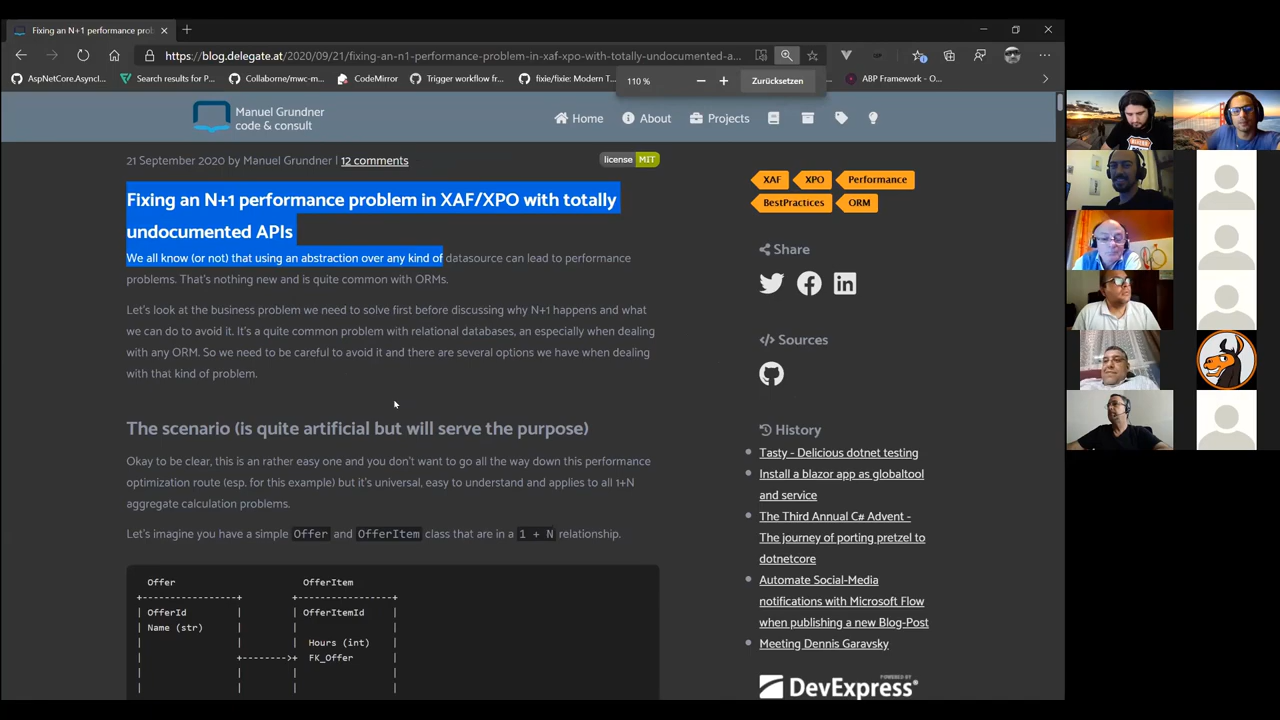 Fixing an N+1 performance prob
https://blog.delegate.at/2020/09/21/fixing-an-n1-performance-problem-in-xaf-xpo-with-totally-undocumented-a...
AspNetCore.AsyncI...
Search results for P...
Collaborne/mwc-m...
CodeMirror
Trigger workflow fr...
fixie/fixie: Modern T...
110 %
Zurücksetzen
ABP Framework - O...
Manuel Grundner
code & consult
Home
About
Projects
21 September 2020 by Manuel Grundner | 12 comments
license MIT
Fixing an N+1 performance problem in XAF/XPO with totally
undocumented APIs
We all know (or not) that using an abstraction over any kind of datasource can lead to performance
problems. That's nothing new and is quite common with ORMs.
Let's look at the business problem we need to solve first before discussing why N+1 happens and what
we can do to avoid it. It's a quite common problem with relational databases, an especially when dealing
with any ORM. So we need to be careful to avoid it and there are several options we have when dealing
with that kind of problem.
The scenario (is quite artificial but will serve the purpose)
Okay to be clear, this is an rather easy one and you don't want to go all the way down this performance
optimization route (esp. for this example) but it's universal, easy to understand and applies to all 1+N
aggregate calculation problems.
Let's imagine you have a simple Offer and OfferItem class that are in a 1 + N relationship.
Offer OfferItem
+-----------------+ +-----------------+
| OfferId | | OfferItemId |
| Name (str) | | |
| | | Hours (int) |
| +-------->+ FK_Offer |
| | | |
| | | |
XAF
XPO
Performance
BestPractices
ORM
Share
</> Sources
History
Tasty - Delicious dotnet testing
Install a blazor app as globaltool
and service
The Third Annual C# Advent -
The journey of porting pretzel to
dotnetcore
Automate Social-Media
notifications with Microsoft Flow
when publishing a new Blog-Post
Meeting Dennis Garavsky
POWERED BY
DevExpress®